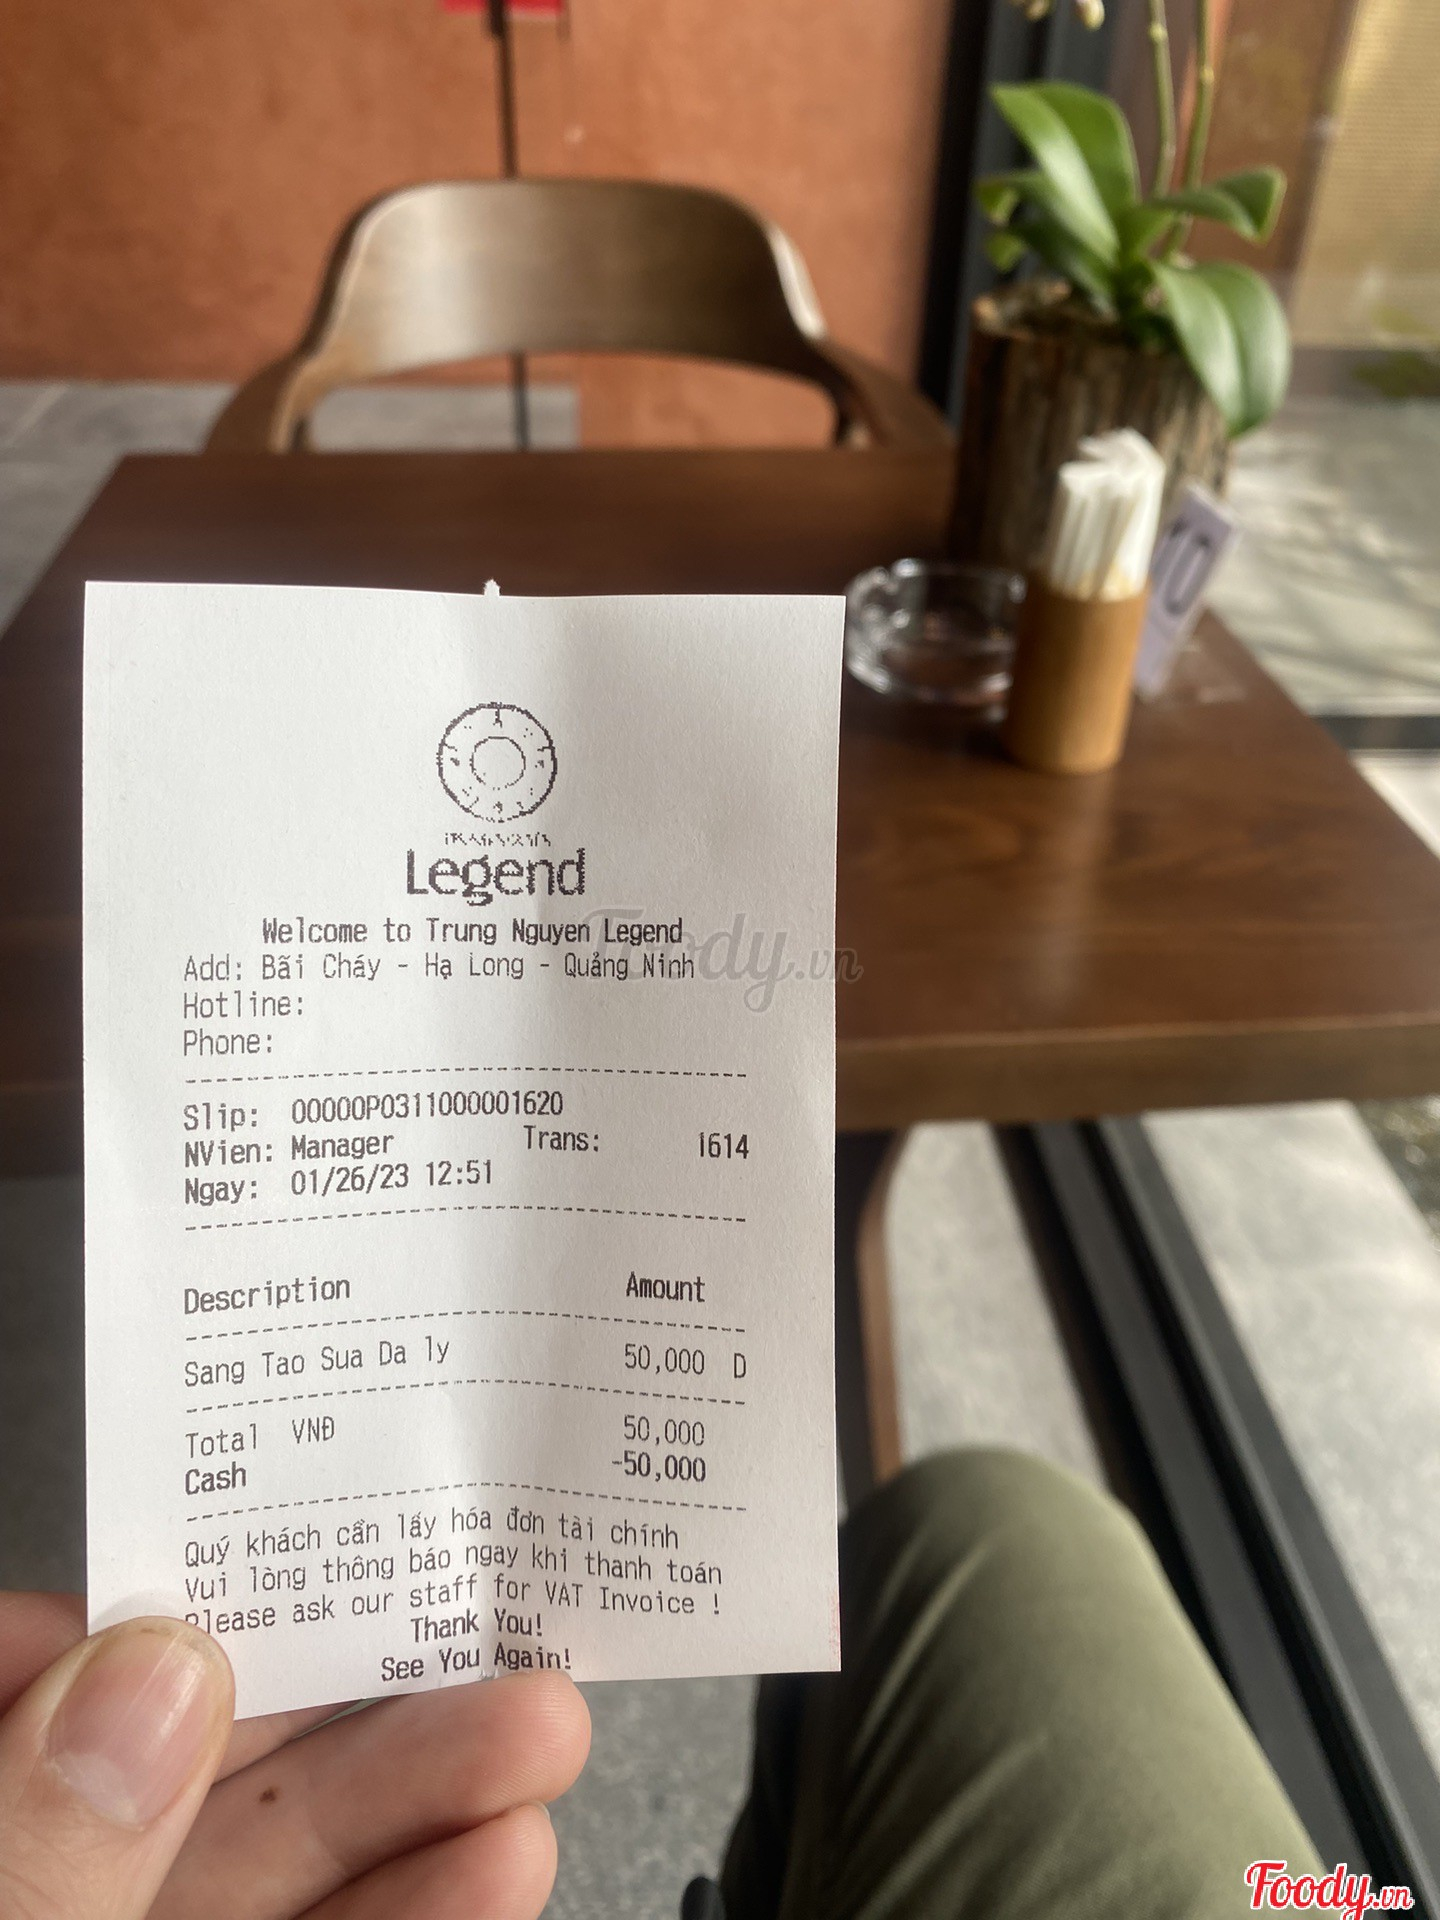 Legend
Welcome to Trung Nguyen Legend
Add: Bãi Cháy - Hạ Long - Quảng Ninh
Hotline:
Phone:
Slip: 00000P0311000001620
NVien: Manager Trans: 1614
Ngay: 01/26/23 12:51
Description Amount
Sang Tao Sua Da ly 50,000 D
Total VNĐ 50,000
Cash -50,000
Quý khách cần lấy hóa đơn tài chính
Vui lòng thông báo ngay khi thanh toán
Please ask our staff for VAT Invoice !
Thank You!
See You Again!
Foody.vn
10
Foody.vn